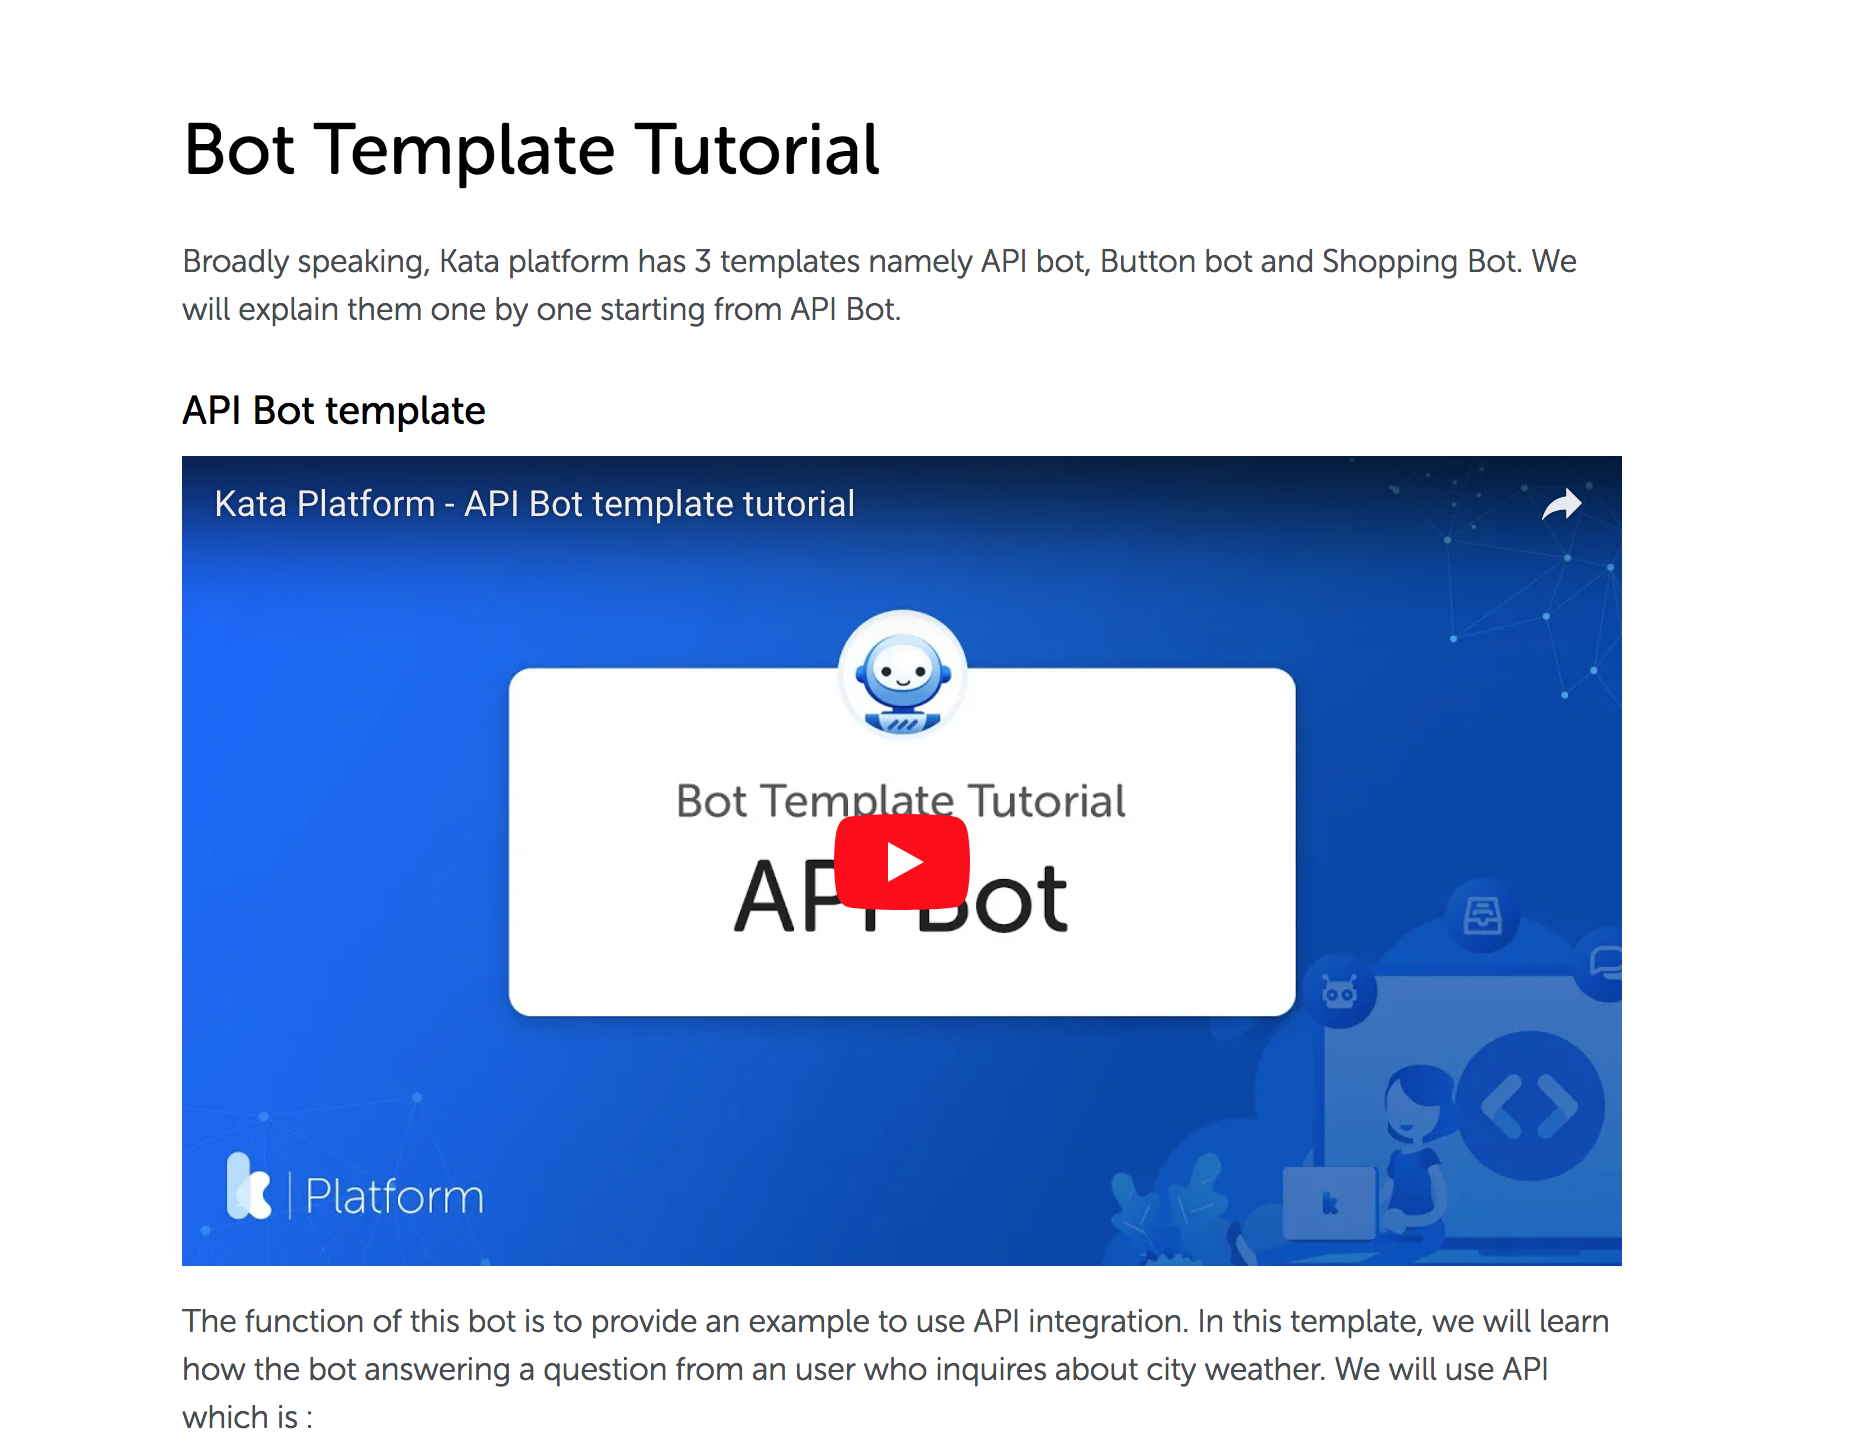 Bot Template Tutorial
Broadly speaking, Kata platform has 3 templates namely API bot, Button bot and Shopping Bot. We
will explain them one by one starting from API Bot.
API Bot template
Kata Platform - API Bot template tutorial
Bot Template Tutorial
API Bot
k | Platform
k
The function of this bot is to provide an example to use API integration. In this template, we will learn
how the bot answering a question from an user who inquires about city weather. We will use API
which is :